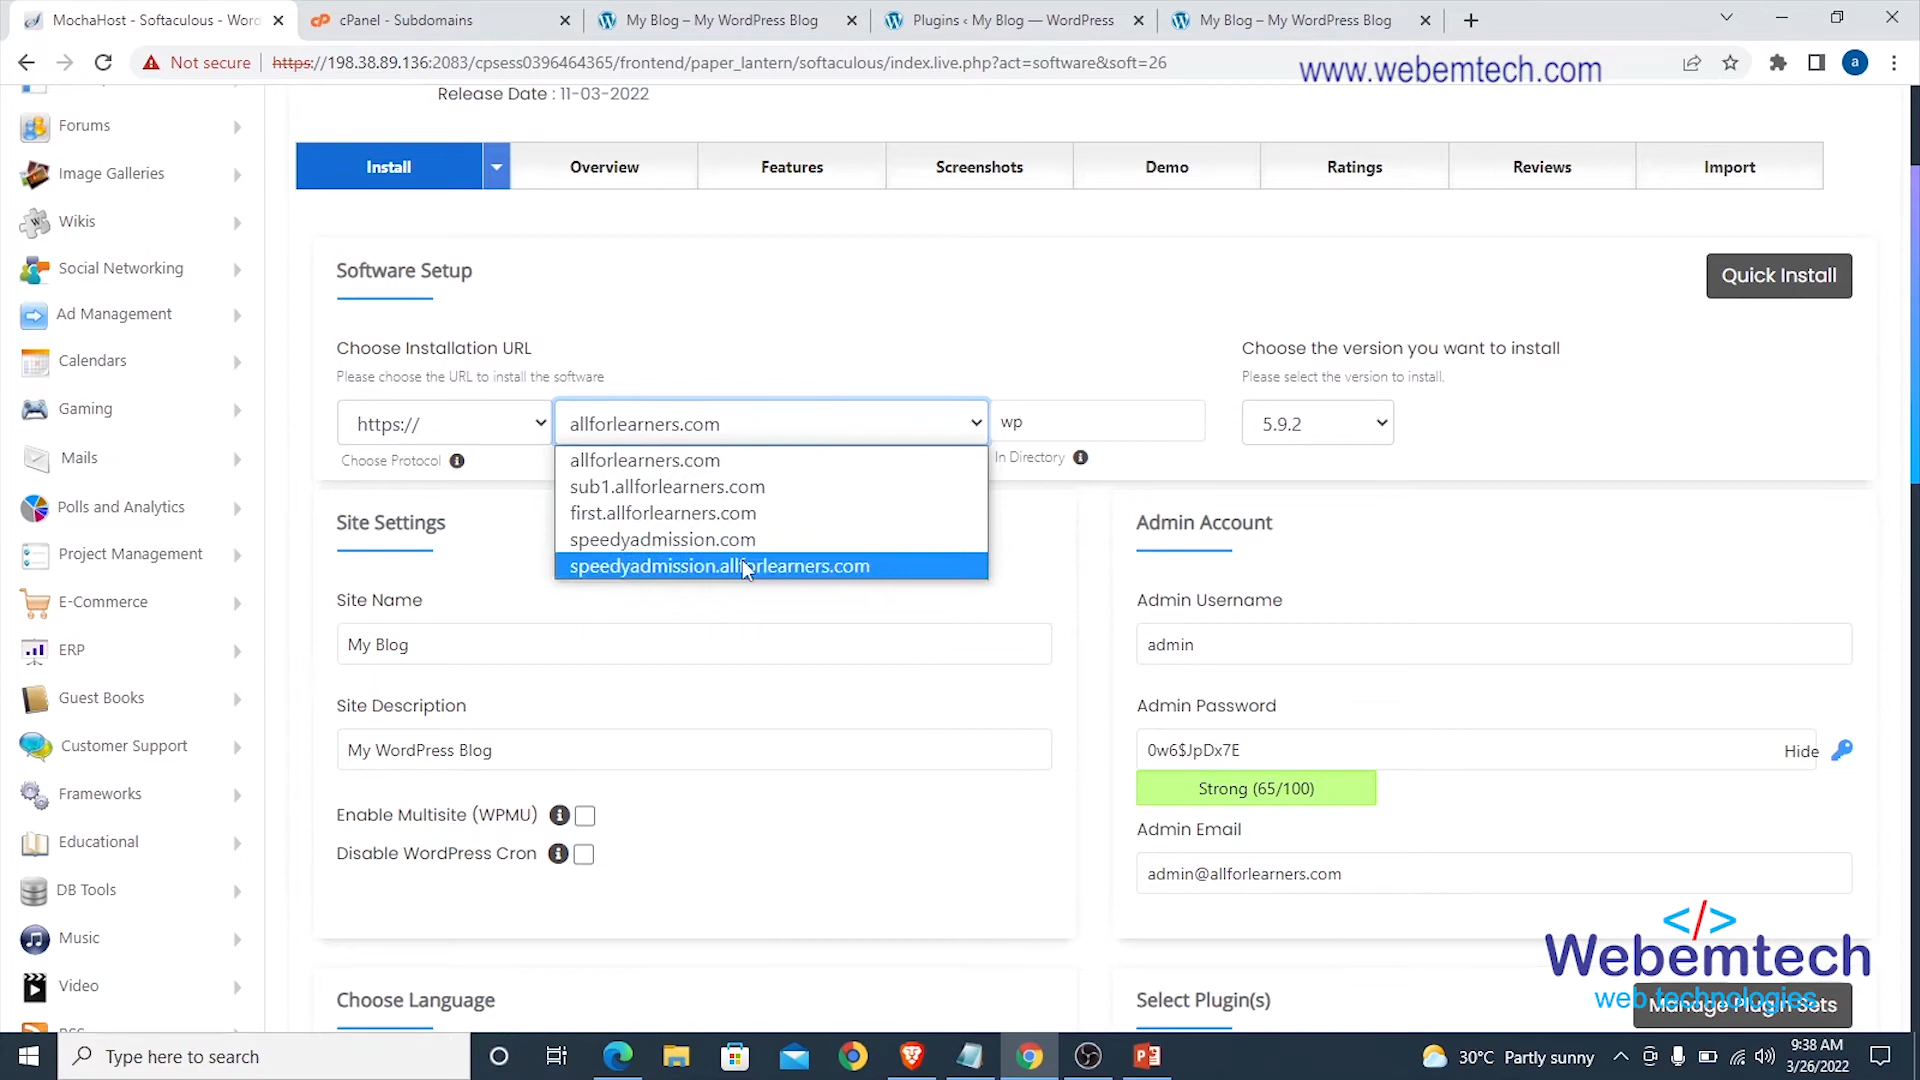 MochaHost - Softaculous - Word
cPanel - Subdomains
My Blog – My WordPress Blog
Plugins ‹ My Blog — WordPress
My Blog – My WordPress Blog
Not secure
https://198.38.89.136:2083/cpsess0396464365/frontend/paper_lantern/softaculous/index.live.php?act=software&soft=26
www.webemtech.com
a
Release Date : 11-03-2022
Forums
Image Galleries
Wikis
Social Networking
Ad Management
Calendars
Gaming
Mails
Polls and Analytics
Project Management
E-Commerce
ERP
Guest Books
Customer Support
Frameworks
Educational
DB Tools
Music
Video
Install
Overview
Features
Screenshots
Demo
Ratings
Reviews
Import
Software Setup
Quick Install
Choose Installation URL
Please choose the URL to install the software
https://
allforlearners.com
wp
Choose Protocol
In Directory
allforlearners.com
sub1.allforlearners.com
first.allforlearners.com
speedyadmission.com
speedyadmission.allforlearners.com
Choose the version you want to install
Please select the version to install.
5.9.2
Site Settings
Site Name
My Blog
Site Description
My WordPress Blog
Enable Multisite (WPMU)
Disable WordPress Cron
Admin Account
Admin Username
admin
Admin Password
0w6$JpDx7E
Hide
Strong (65/100)
Admin Email
admin@allforlearners.com
Choose Language
Select Plugin(s)
Manage Plugin Sets
</>
Webemtech
web technologies
Type here to search
30°C Partly sunny
9:38 AM
3/26/2022